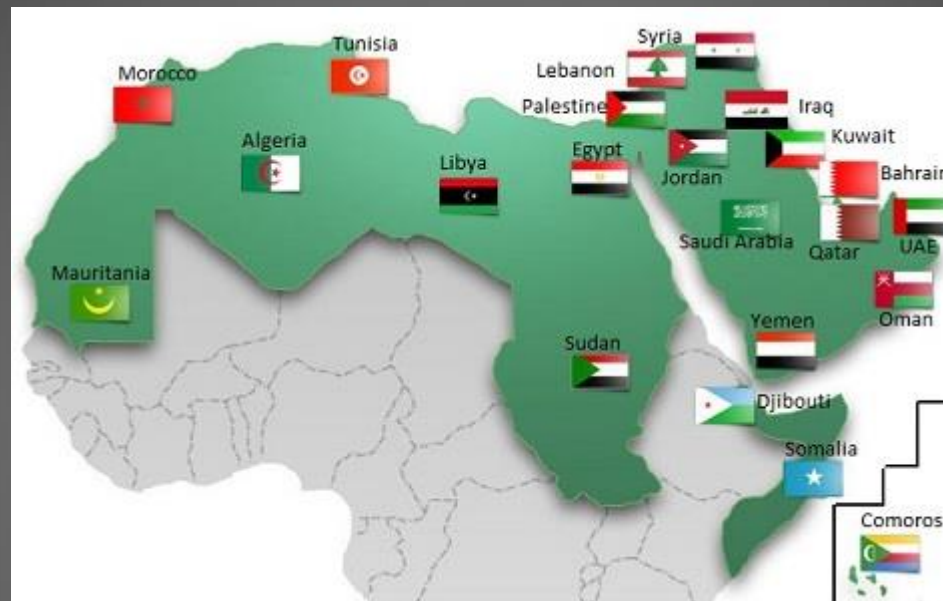 Tunisia
Syria
Morocco
Lebanon
Palestine
Iraq
Algeria
Egypt
Kuwait
Libya
Jordan
Bahrain
Saudi Arabia
Qatar
UAE
Mauritania
Oman
Yemen
Sudan
Djibouti
Somalia
Comoros